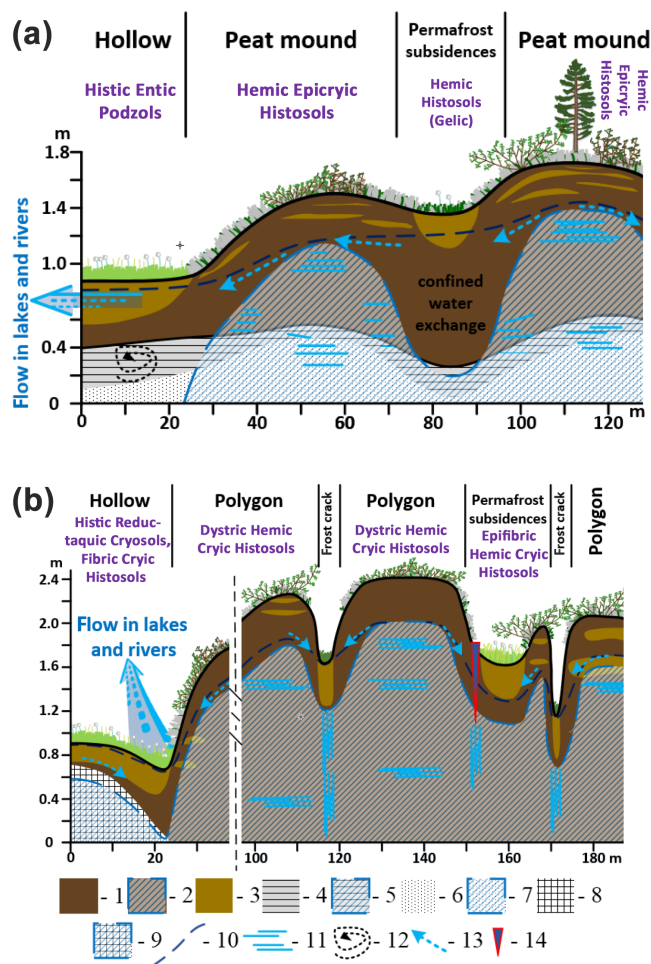 (a)
Hollow
Peat mound
Permafrost
subsidences
Peat mound
Histic Entic
Podzols
Hemic Epicryic
Histosols
Hemic
Histosols
(Gelic)
Hemic
Epicryic
Histosols
m
1.8
1.4
1.0
0.4
0
Flow in lakes and rivers
confined
water
exchange
0 20 40 60 80 100 120 m
(b)
Hollow
Polygon
Frost crack
Polygon
Permafrost
subsidences
Frost crack
Polygon
Histic Reduc-
taquic Cryosols,
Fibric Cryic
Histosols
Dystric Hemic
Cryic Histosols
Dystric Hemic
Cryic Histosols
Epifibric
Hemic Cryic
Histosols
m
2.4
2.0
1.6
1.2
0.8
0.4
0
Flow in lakes
and rivers
0 20 100 120 140 160 180 m
- 1 - 2 - 3 - 4 - 5 - 6 - 7 - 8
- 9 - 10 - 11 - 12 - 13 - 14